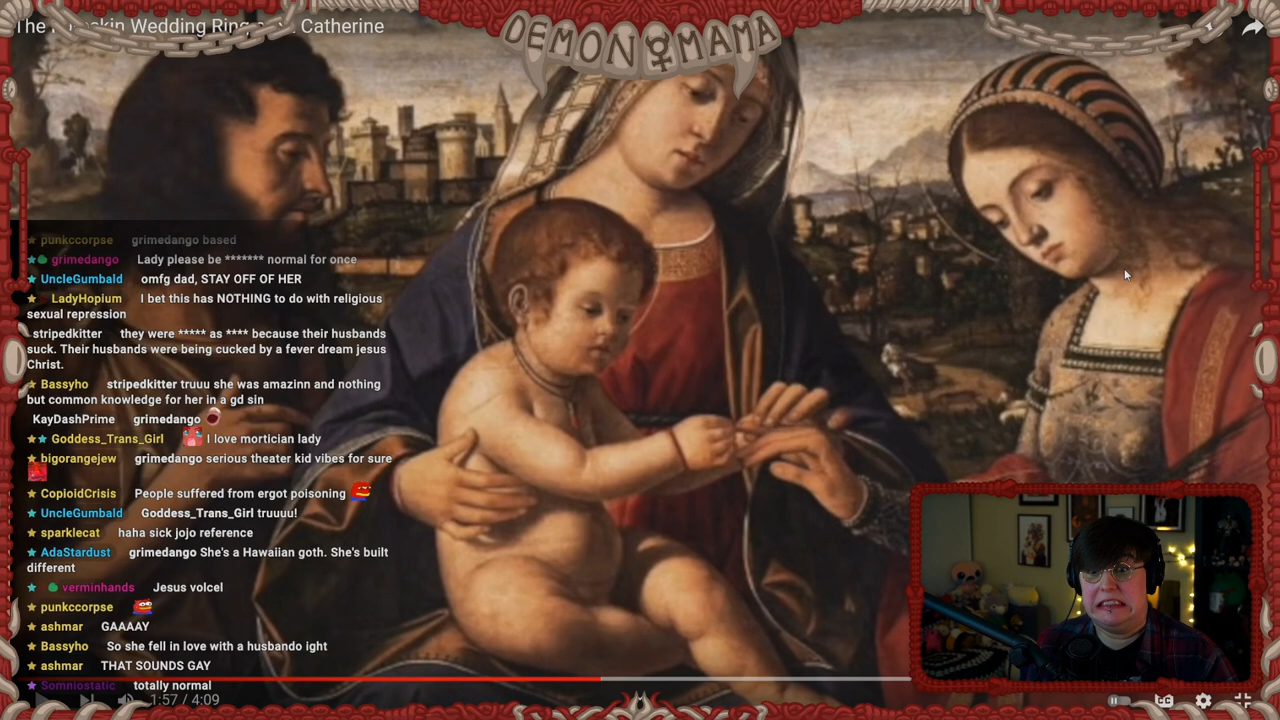 The Wedding Ring Catherine
DEMON MAMA
punkccorpse grimedango based
grimedango Lady please be ******* normal for once
UncleGumbald omfg dad, STAY OFF OF HER
LadyHopium I bet this has NOTHING to do with religious
sexual repression
stripedkitter they were ***** as **** because their husbands
suck. Their husbands were being cucked by a fever dream jesus
Christ.
Bassyho stripedkitter truuu she was amazinn and nothing
but common knowledge for her in a gd sin
KayDashPrime grimedango
Goddess_Trans_Girl I love mortician lady
bigorangejew grimedango serious theater kid vibes for sure
CopioidCrisis People suffered from ergot poisoning
UncleGumbald Goddess_Trans_Girl truuuu!
sparklecat haha sick jojo reference
AdaStardust grimedango She's a Hawaiian goth. She's built
different
verminhands Jesus volcel
punkccorpse
ashmar GAAAAY
Bassyho So she fell in love with a husbando ight
ashmar THAT SOUNDS GAY
Somniostatic totally normal
1:57 / 4:09
CC